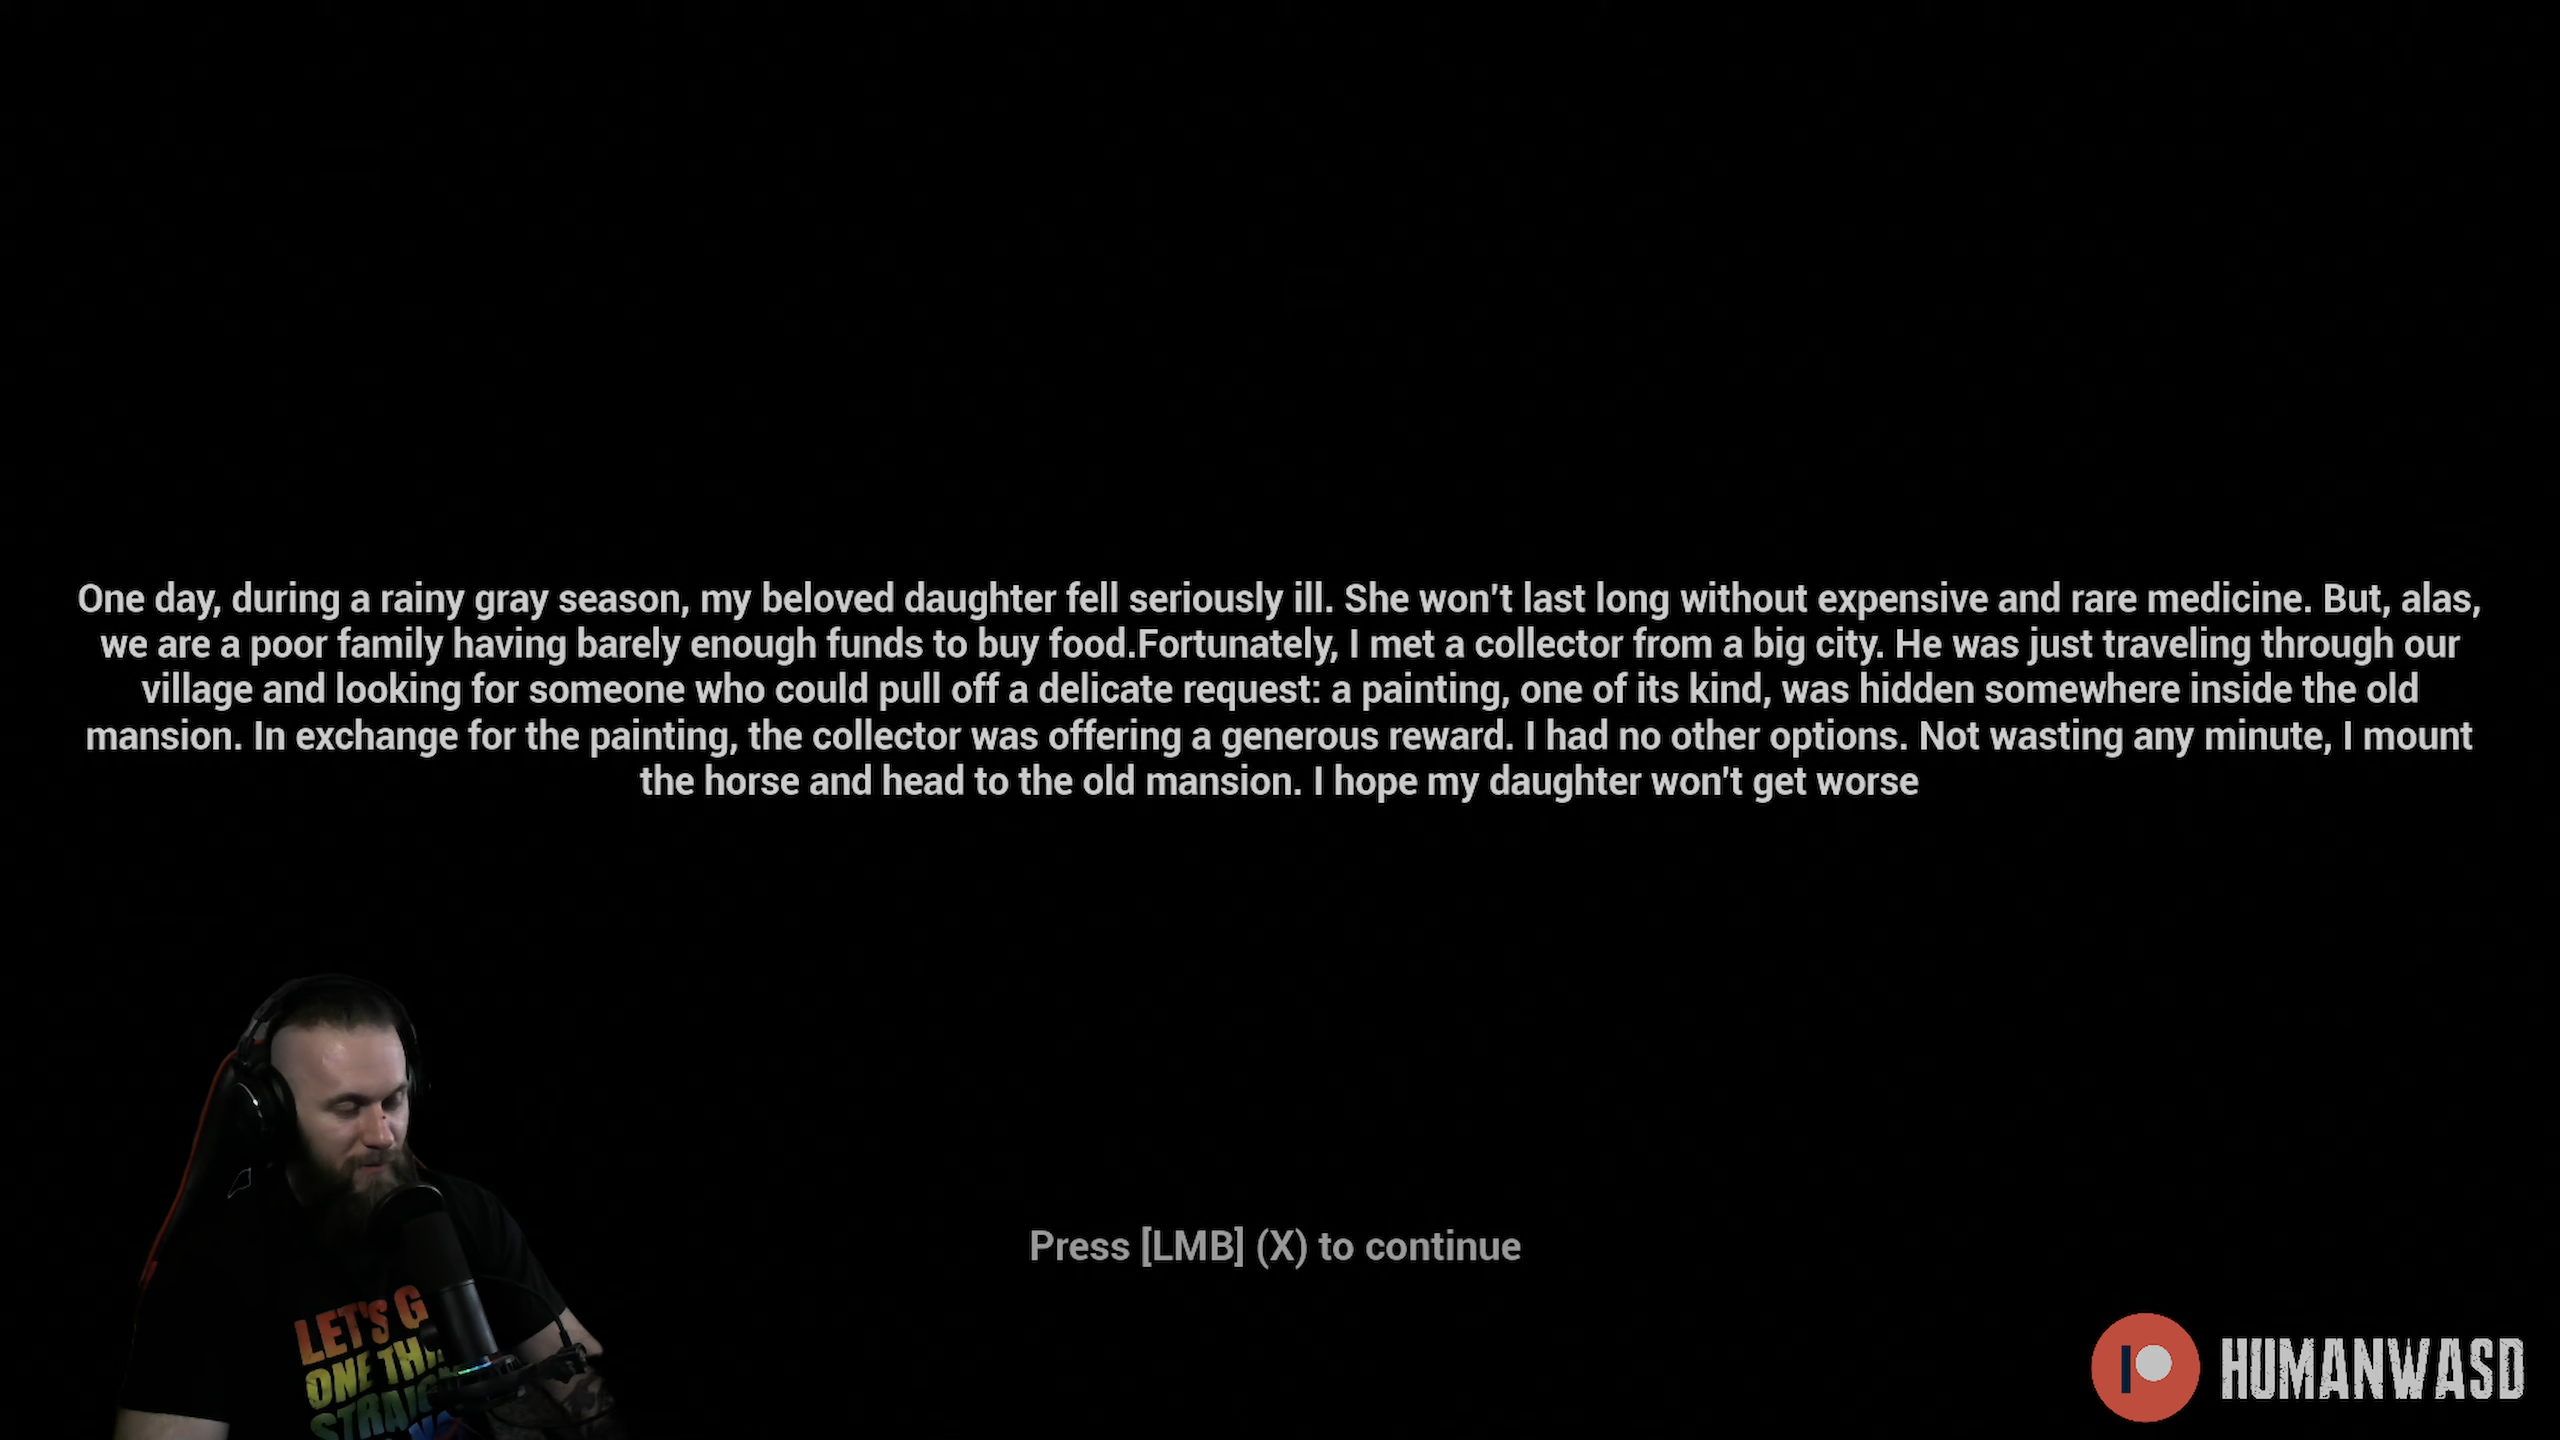 One day, during a rainy gray season, my beloved daughter fell seriously ill. She won't last long without expensive and rare medicine. But, alas,
we are a poor family having barely enough funds to buy food.Fortunately, I met a collector from a big city. He was just traveling through our
village and looking for someone who could pull off a delicate request: a painting, one of its kind, was hidden somewhere inside the old
mansion. In exchange for the painting, the collector was offering a generous reward. I had no other options. Not wasting any minute, I mount
the horse and head to the old mansion. I hope my daughter won't get worse
Press [LMB] (X) to continue
LET'S G
ONE TH
STRAIG
HUMANWASD